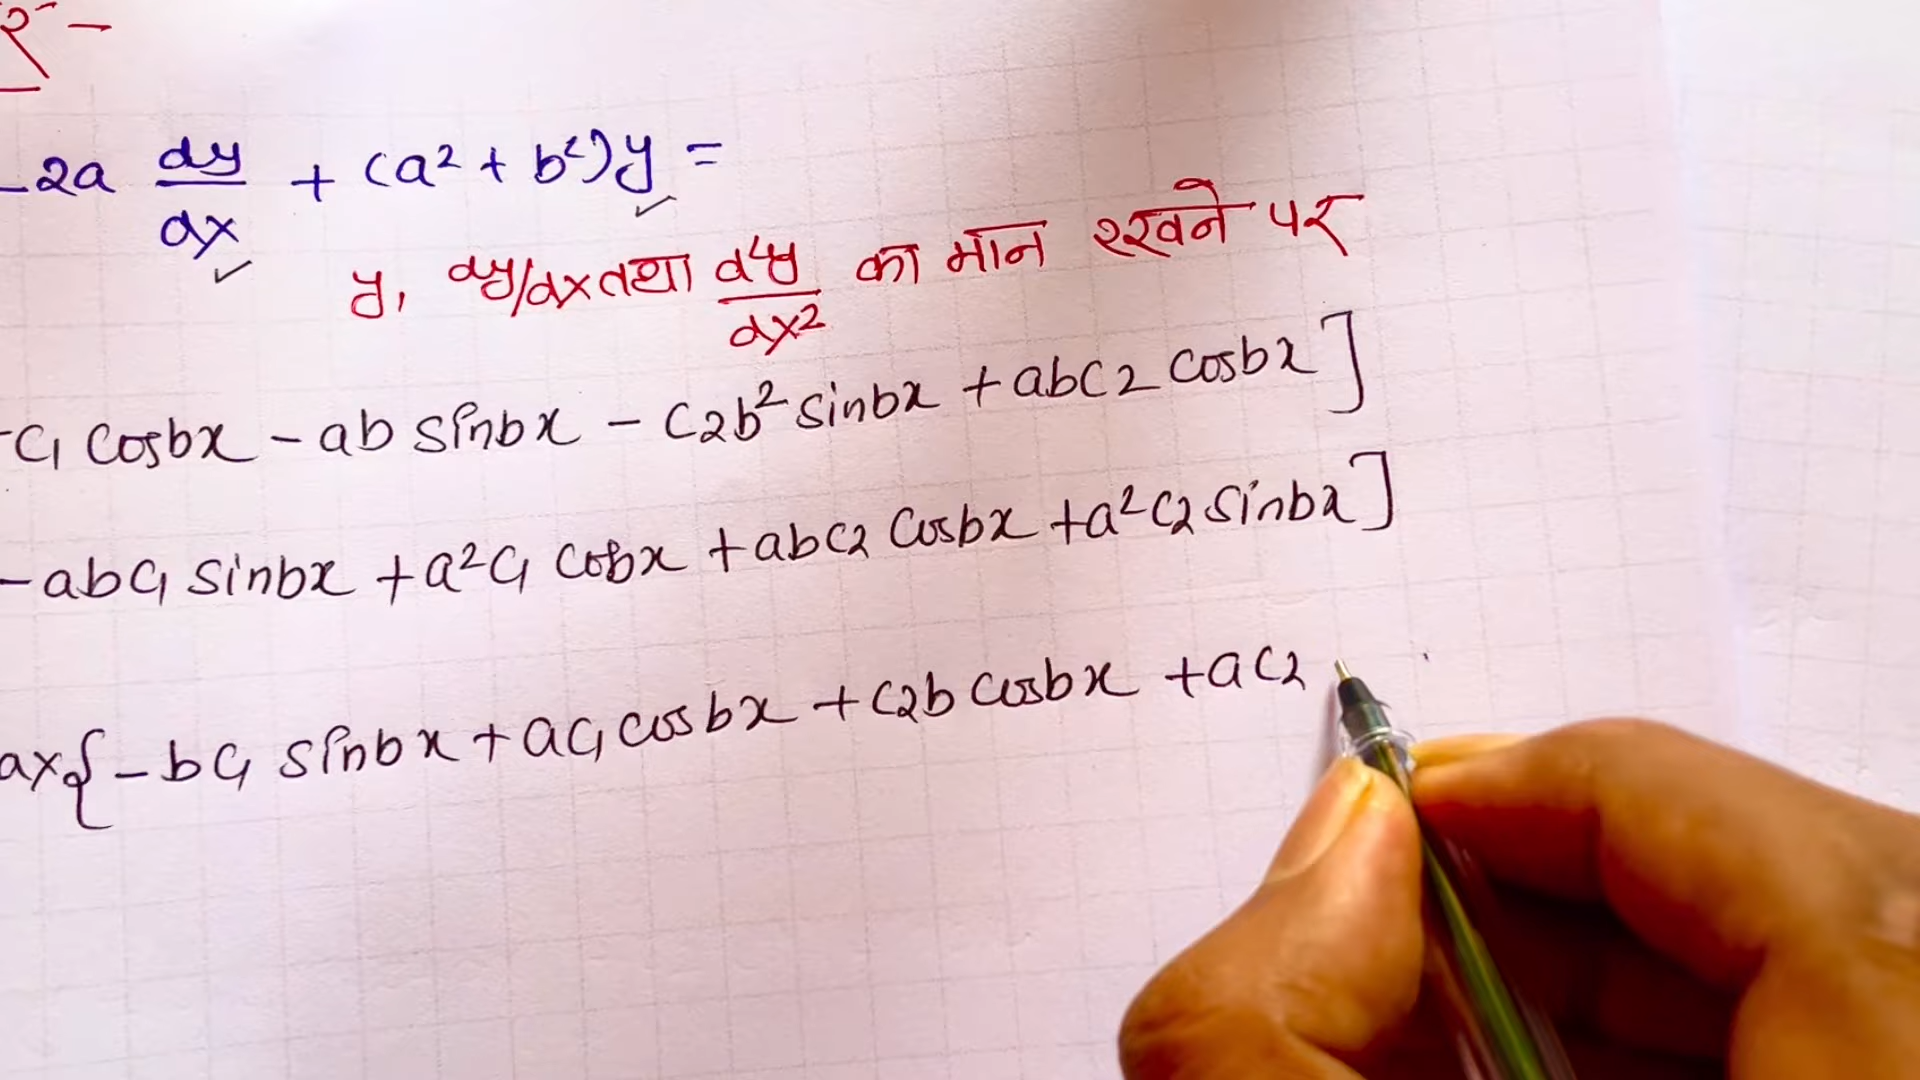 -2a dy/dx + (a² + b²)y =
y, dy/dx तथा d²y/dx² का मान रखने पर
C₁ cosbx - ab sinbx - C₂b² sinbx + abC₂ cosbx]
- abC₁ sinbx + a²C₁ cosbx + abC₂ cosbx + a²C₂ sinbx]
ax{ - bC₁ sinbx + aC₁ cosbx + C₂b cosbx + aC₂